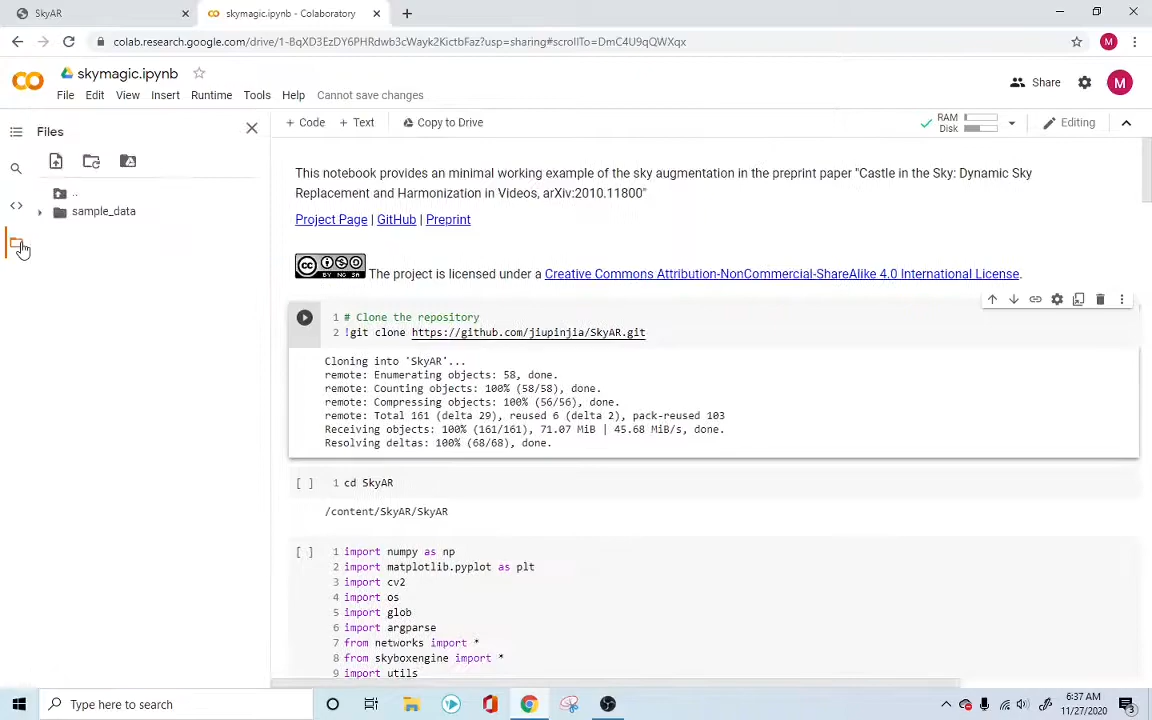 SkyAR
skymagic.ipynb - Colaboratory
colab.research.google.com/drive/1-8qXD3EzDY6PHRdwb3cWayk2KictbFaz?usp=sharing#scrollTo=DmC4U9qQWXqx
M
skymagic.ipynb
Share
M
File Edit View Insert Runtime Tools Help Cannot save changes
Files
+ Code + Text Copy to Drive
RAM
Disk
Editing
..
sample_data
This notebook provides an minimal working example of the sky augmentation in the preprint paper "Castle in the Sky: Dynamic Sky
Replacement and Harmonization in Videos, arXiv:2010.11800"
Project Page | GitHub | Preprint
The project is licensed under a Creative Commons Attribution-NonCommercial-ShareAlike 4.0 International License.
1 # Clone the repository
2 !git clone https://github.com/jiupinjia/SkyAR.git
Cloning into 'SkyAR'...
remote: Enumerating objects: 58, done.
remote: Counting objects: 100% (58/58), done.
remote: Compressing objects: 100% (56/56), done.
remote: Total 161 (delta 29), reused 6 (delta 2), pack-reused 103
Receiving objects: 100% (161/161), 71.07 MiB | 45.68 MiB/s, done.
Resolving deltas: 100% (68/68), done.
[ ] 1 cd SkyAR
/content/SkyAR/SkyAR
[ ] 1 import numpy as np
2 import matplotlib.pyplot as plt
3 import cv2
4 import os
5 import glob
6 import argparse
7 from networks import *
8 from skyboxengine import *
9 import utils
Type here to search
6:37 AM
11/27/2020
3